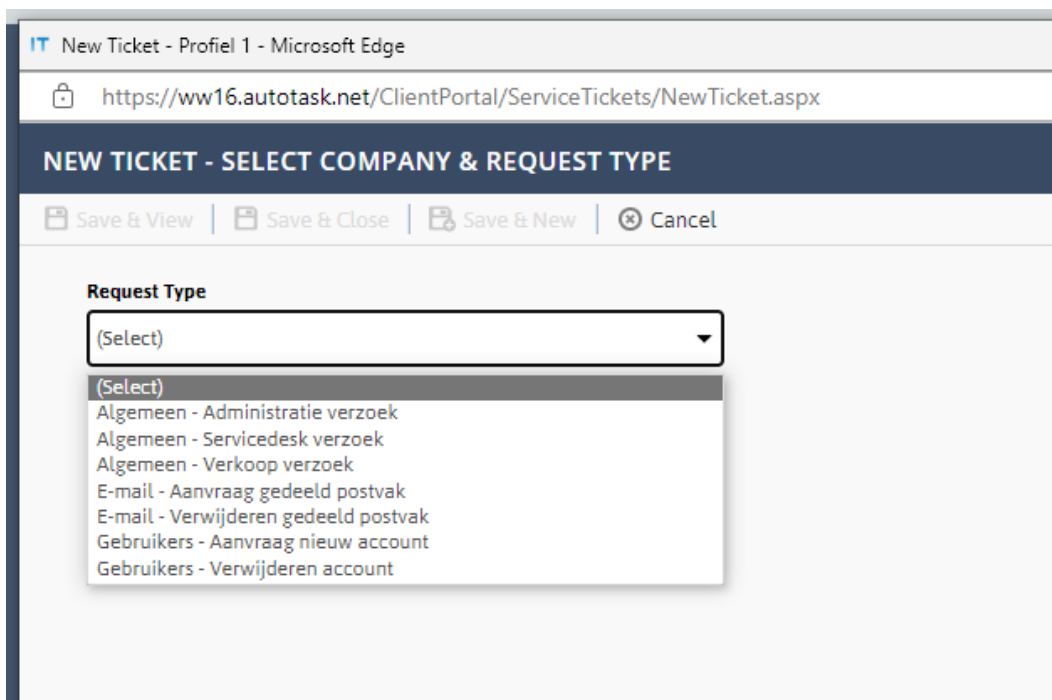 IT New Ticket - Profiel 1 - Microsoft Edge
https://ww16.autotask.net/ClientPortal/ServiceTickets/NewTicket.aspx
NEW TICKET - SELECT COMPANY & REQUEST TYPE
Save & View Save & Close Save & New Cancel
Request Type
(Select)
(Select)
Algemeen - Administratie verzoek
Algemeen - Servicedesk verzoek
Algemeen - Verkoop verzoek
E-mail - Aanvraag gedeeld postvak
E-mail - Verwijderen gedeeld postvak
Gebruikers - Aanvraag nieuw account
Gebruikers - Verwijderen account